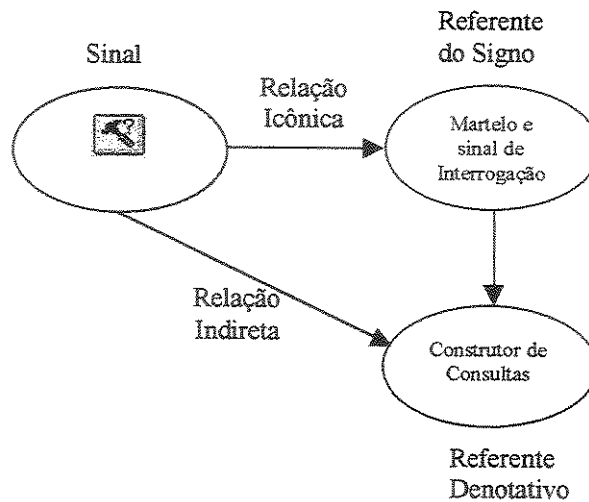 Sinal
Referente
do Signo
Relação
Icônica
Martelo e
sinal de
Interrogação
Relação
Indireta
Construtor de
Consultas
Referente
Denotativo